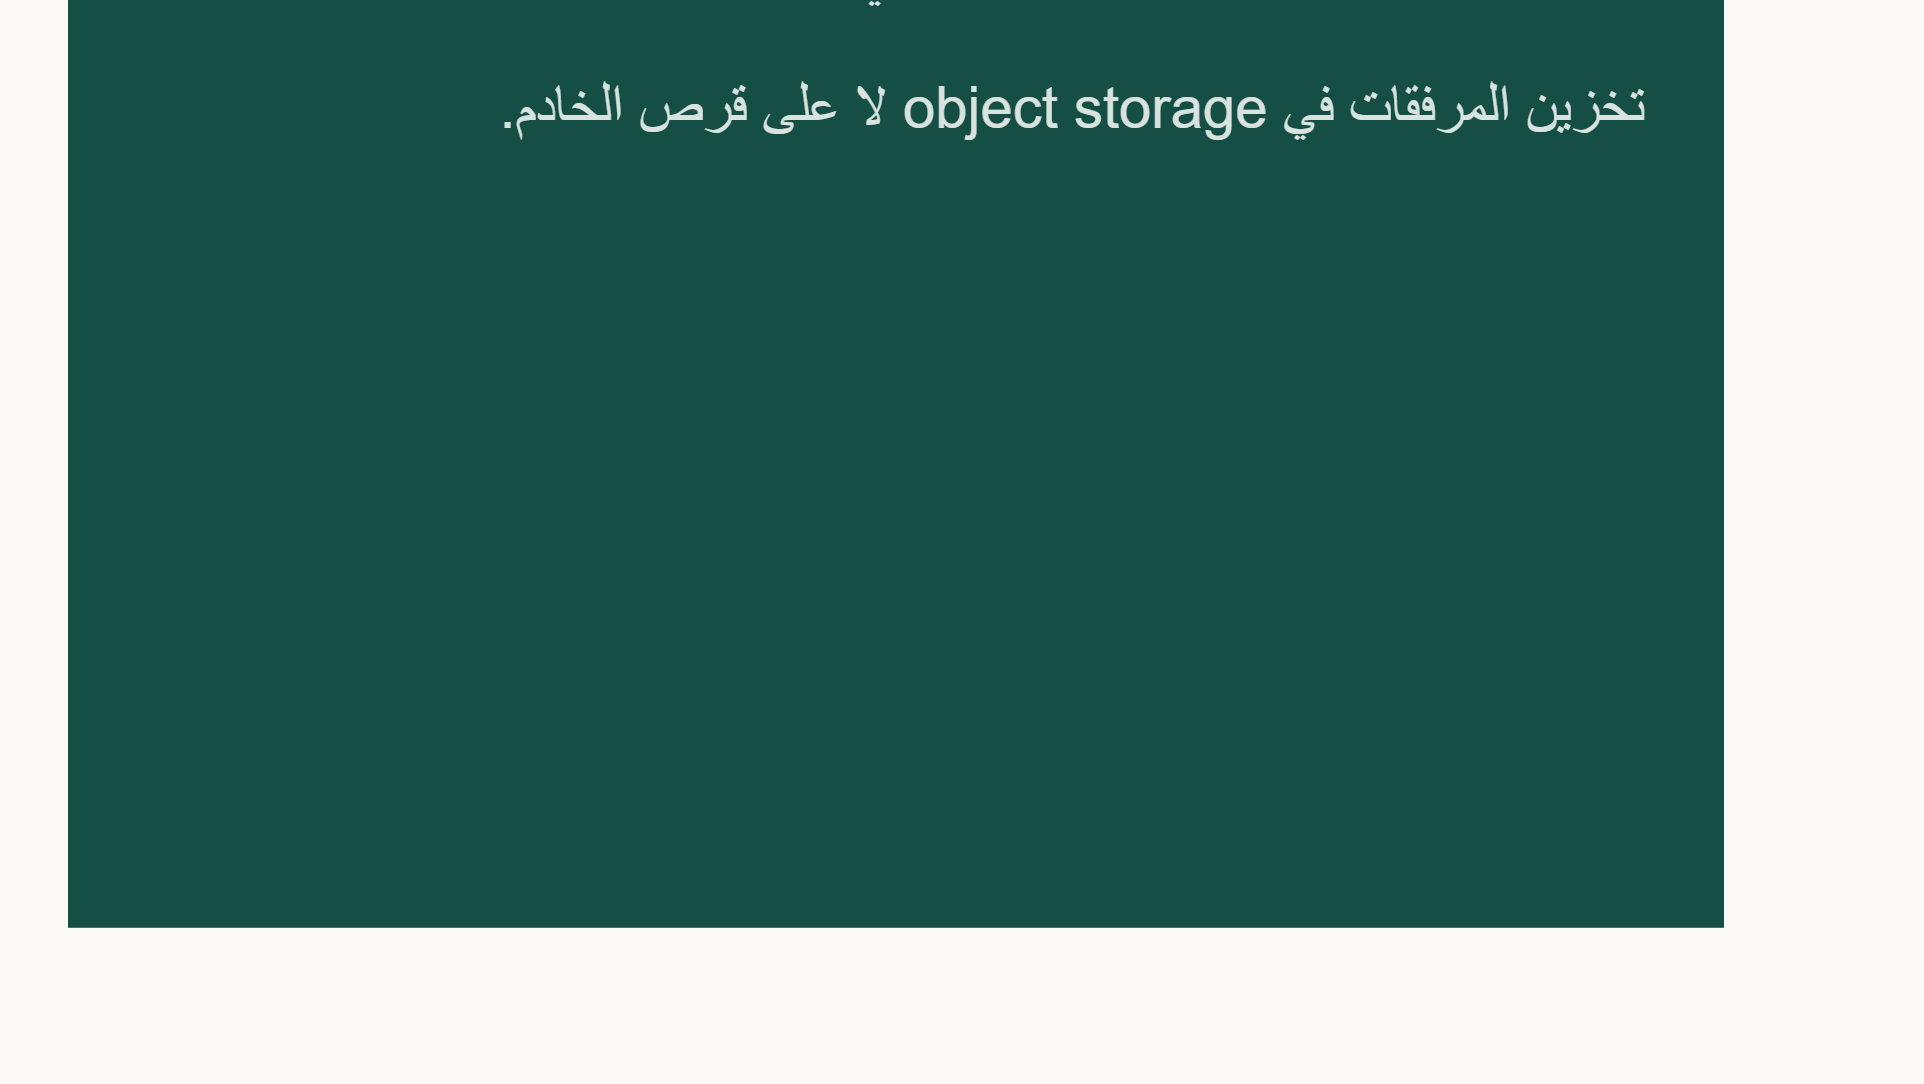 تخزين المرفقات في object storage لا على قرص الخادم.